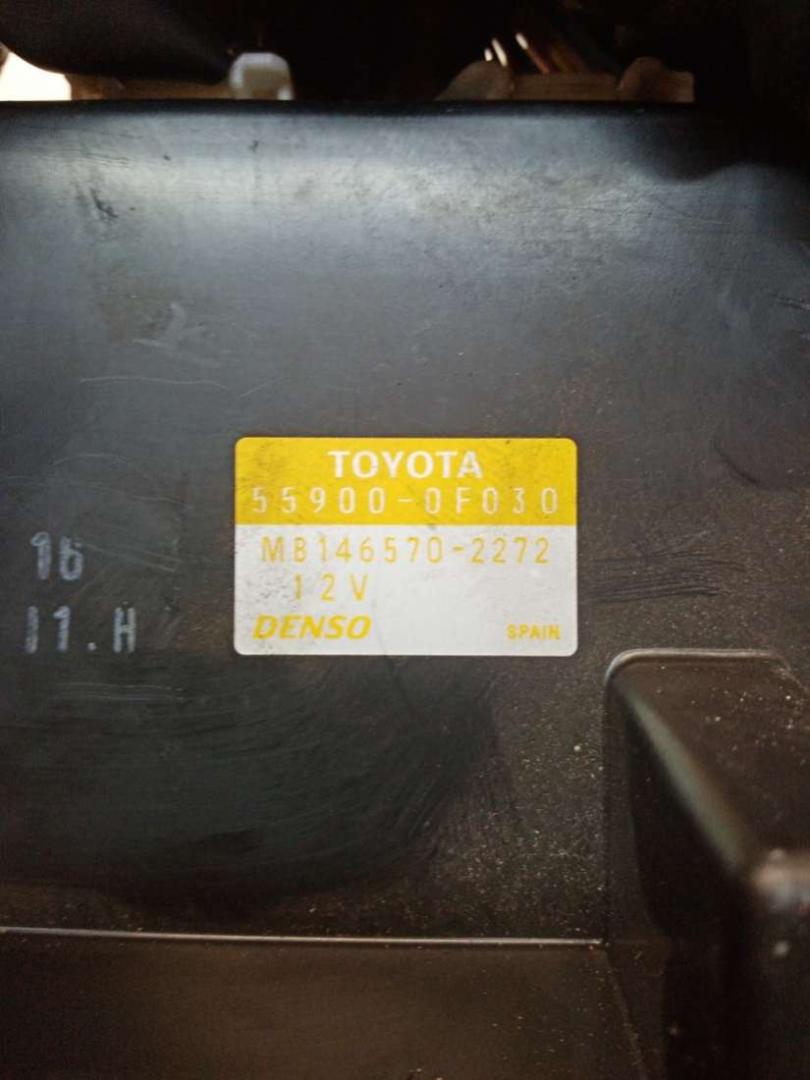 TOYOTA
55900-0F030
MB146570-2272
12V
DENSO SPAIN
16
11.H